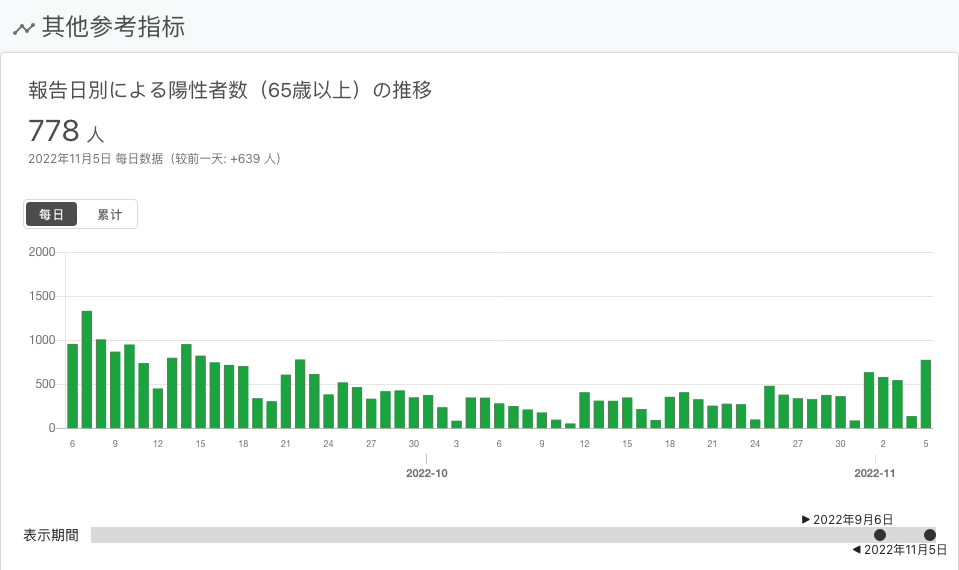 其他参考指标
報告日別による陽性者数（65歳以上）の推移
778 人
2022年11月5日 每日数据（较前一天: +639 人）
每日 累计
2000
1500
1000
500
0
6 9 12 15 18 21 24 27 30 3 6 9 12 15 18 21 24 27 30 2 5
2022-10 2022-11
2022年9月6日
表示期間
2022年11月5日